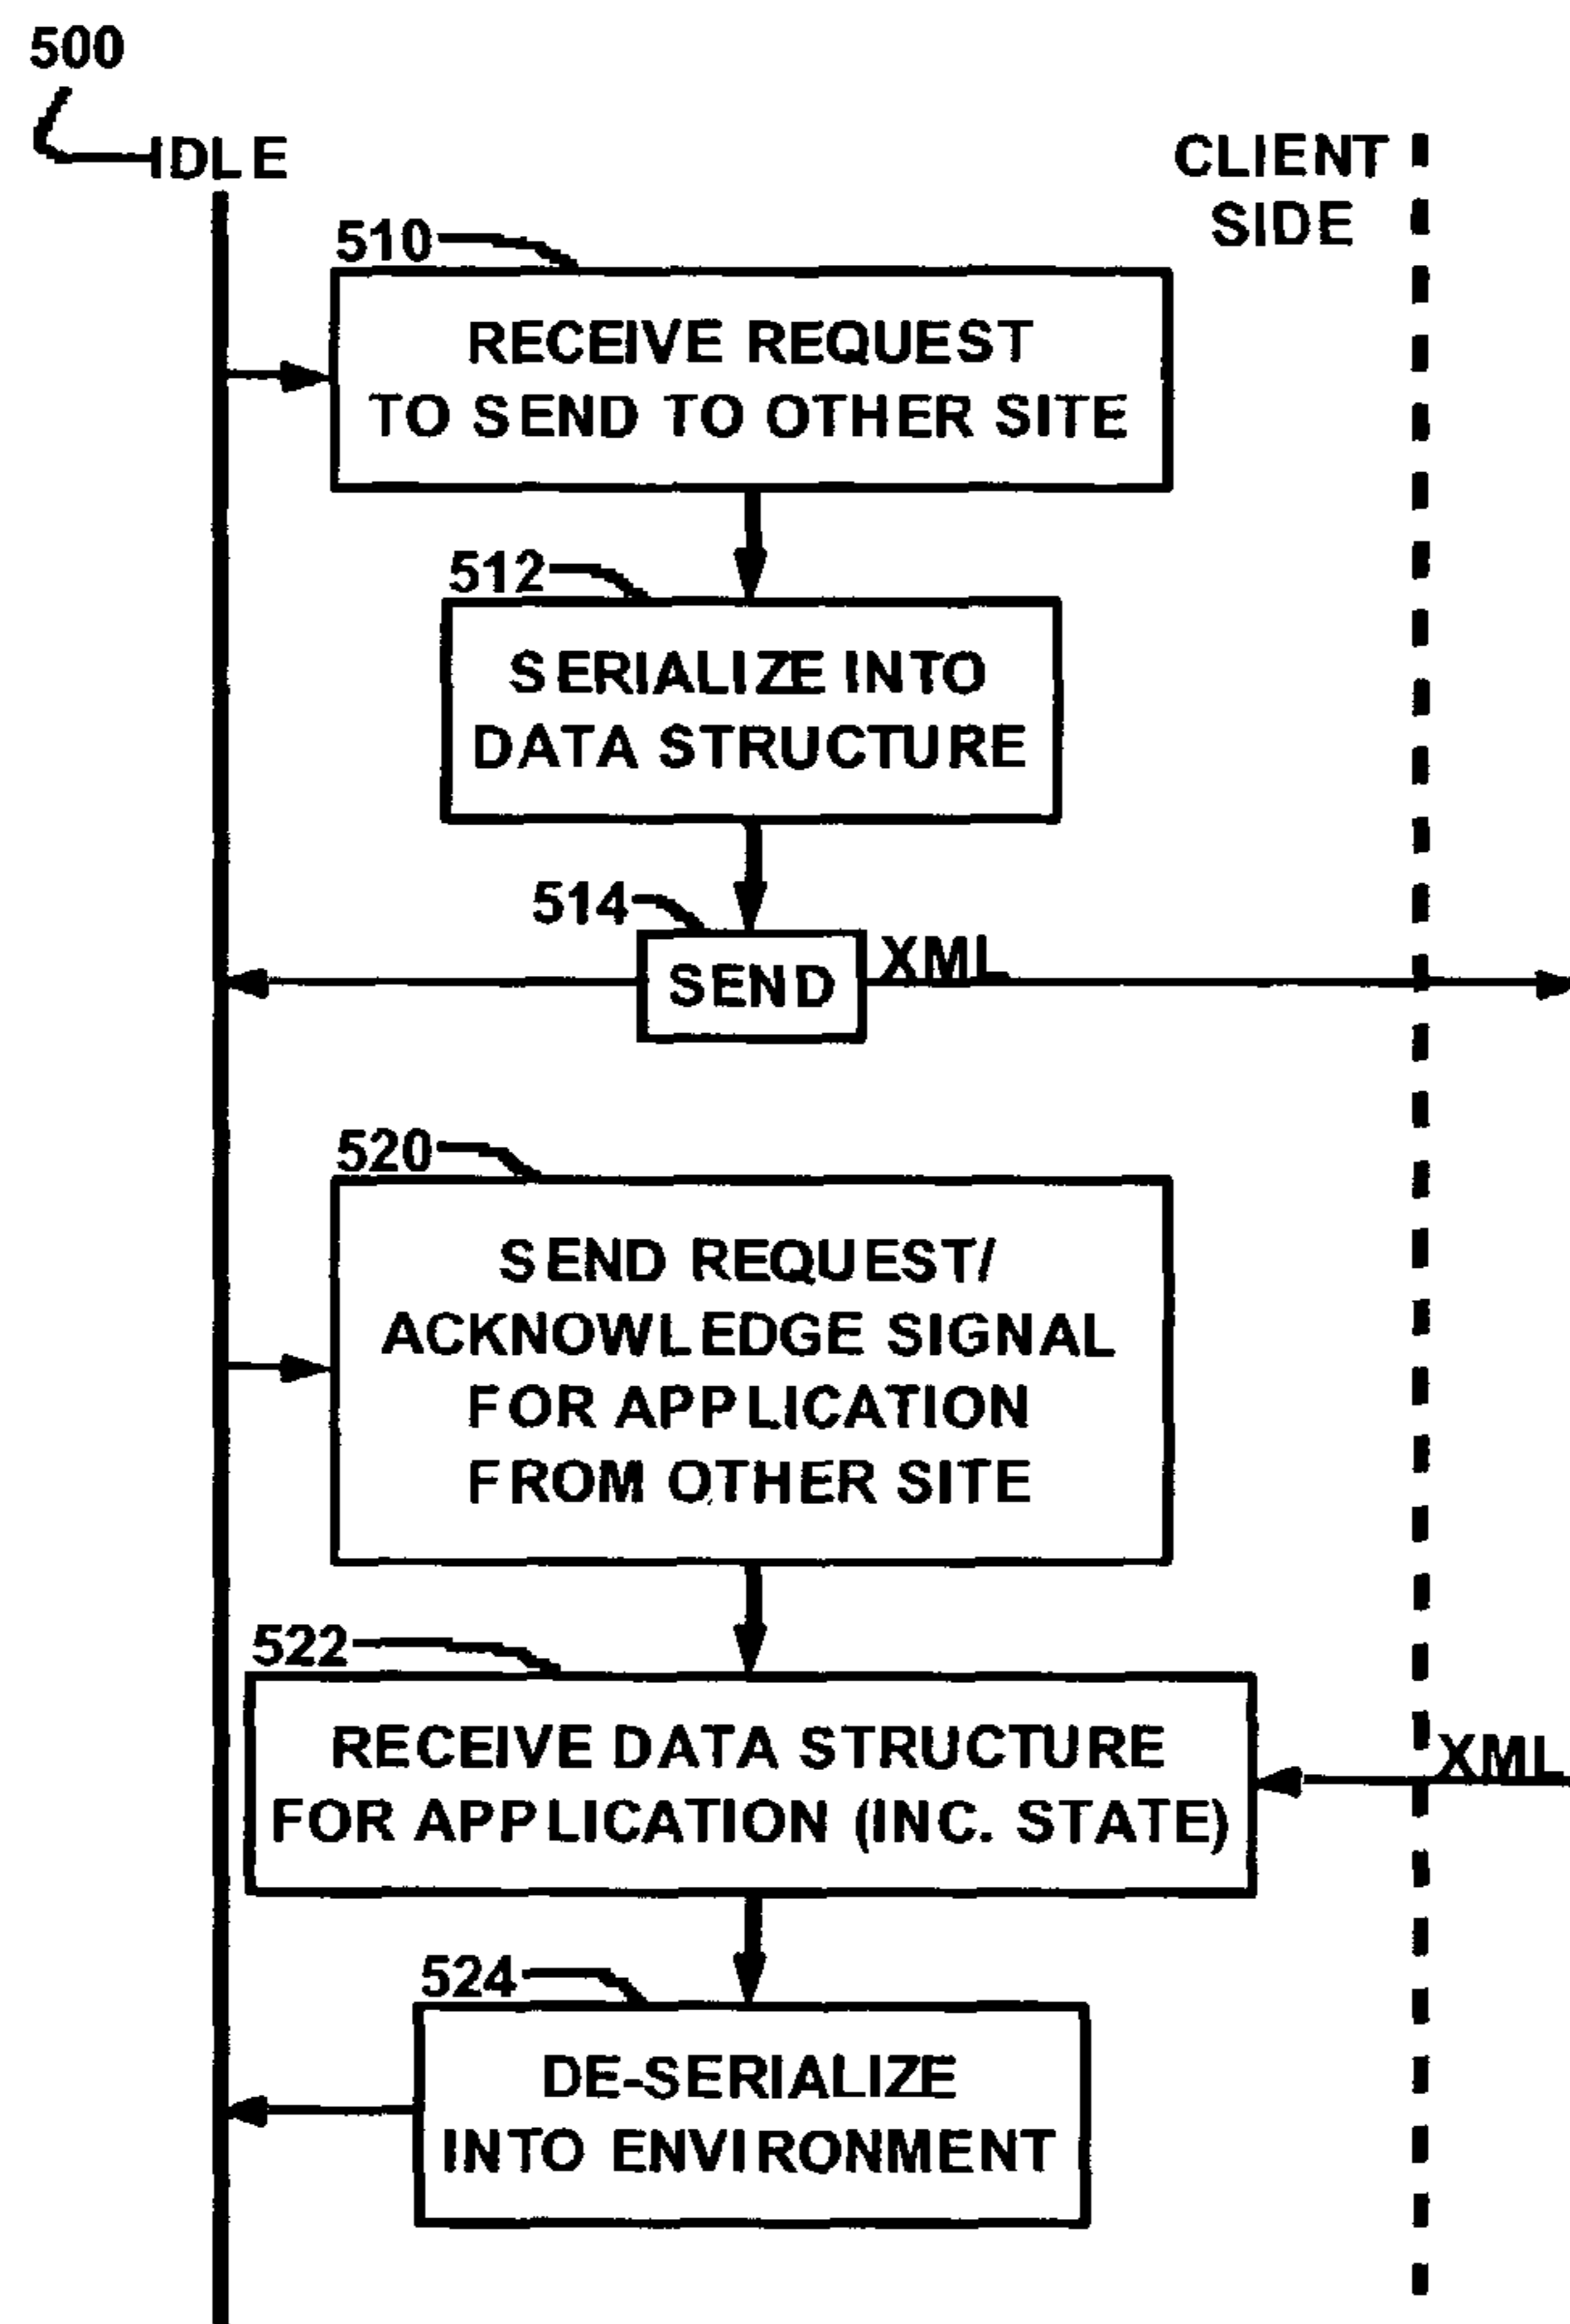 500
IDLE
CLIENT
SIDE
510
RECEIVE REQUEST
TO SEND TO OTHER SITE
512
SERIALIZE INTO
DATA STRUCTURE
514
SEND
XML
520
SEND REQUEST/
ACKNOWLEDGE SIGNAL
FOR APPLICATION
FROM OTHER SITE
522
RECEIVE DATA STRUCTURE
FOR APPLICATION (INC. STATE)
XML
524
DE-SERIALIZE
INTO ENVIRONMENT